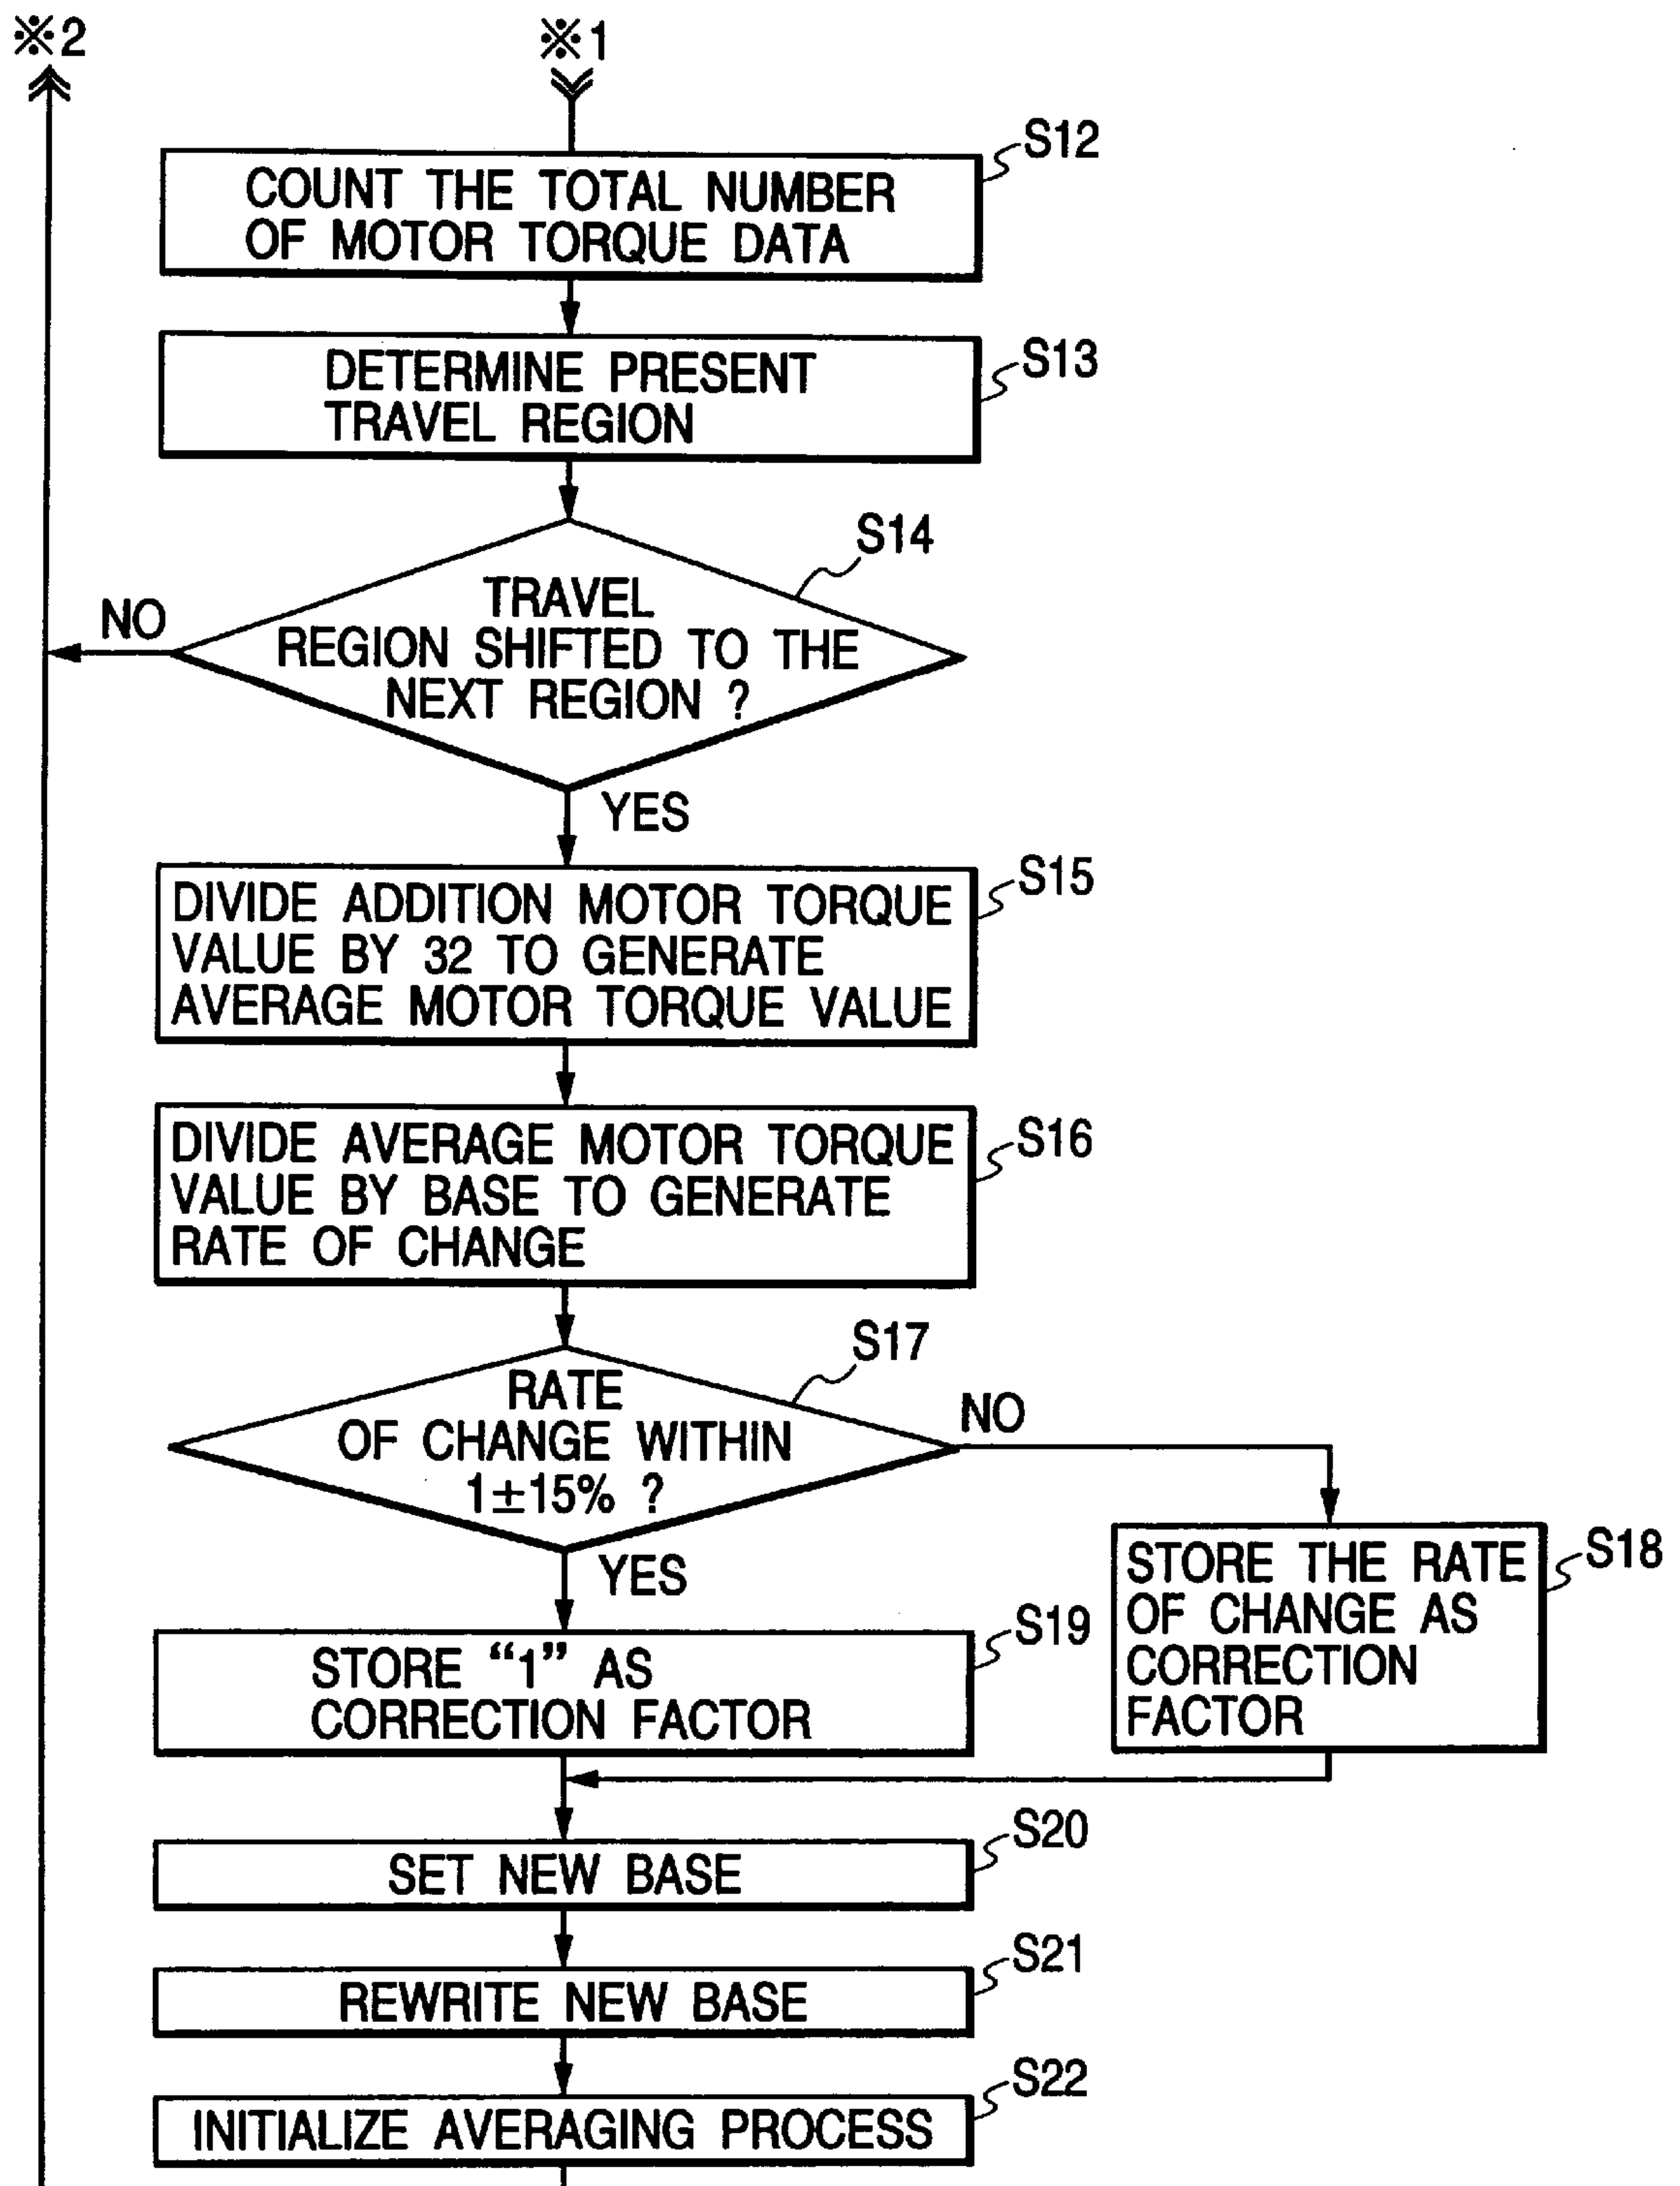 ※2
※1
S12
COUNT THE TOTAL NUMBER
OF MOTOR TORQUE DATA
S13
DETERMINE PRESENT
TRAVEL REGION
S14
TRAVEL
REGION SHIFTED TO THE
NEXT REGION ?
NO
YES
S15
DIVIDE ADDITION MOTOR TORQUE
VALUE BY 32 TO GENERATE
AVERAGE MOTOR TORQUE VALUE
S16
DIVIDE AVERAGE MOTOR TORQUE
VALUE BY BASE TO GENERATE
RATE OF CHANGE
S17
RATE
OF CHANGE WITHIN
1±15% ?
NO
YES
S18
STORE THE RATE
OF CHANGE AS
CORRECTION
FACTOR
S19
STORE “1” AS
CORRECTION FACTOR
S20
SET NEW BASE
S21
REWRITE NEW BASE
S22
INITIALIZE AVERAGING PROCESS